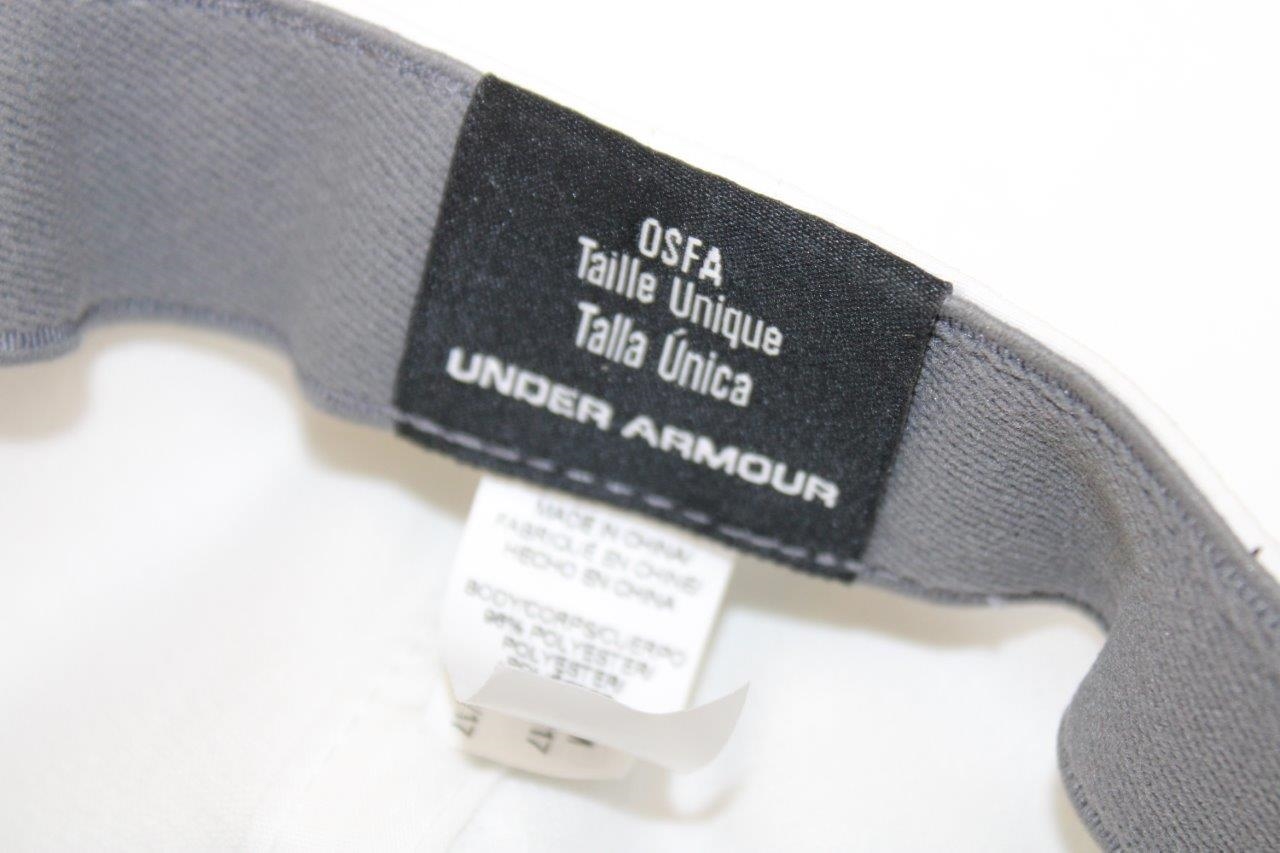 OSFA
Taille Unique
Talla Única
UNDER ARMOUR
MADE IN CHINA/
FABRIQUÉ EN CHINE/
HECHO EN CHINA
BODY/CORPS/CUERPO
POLYESTER/